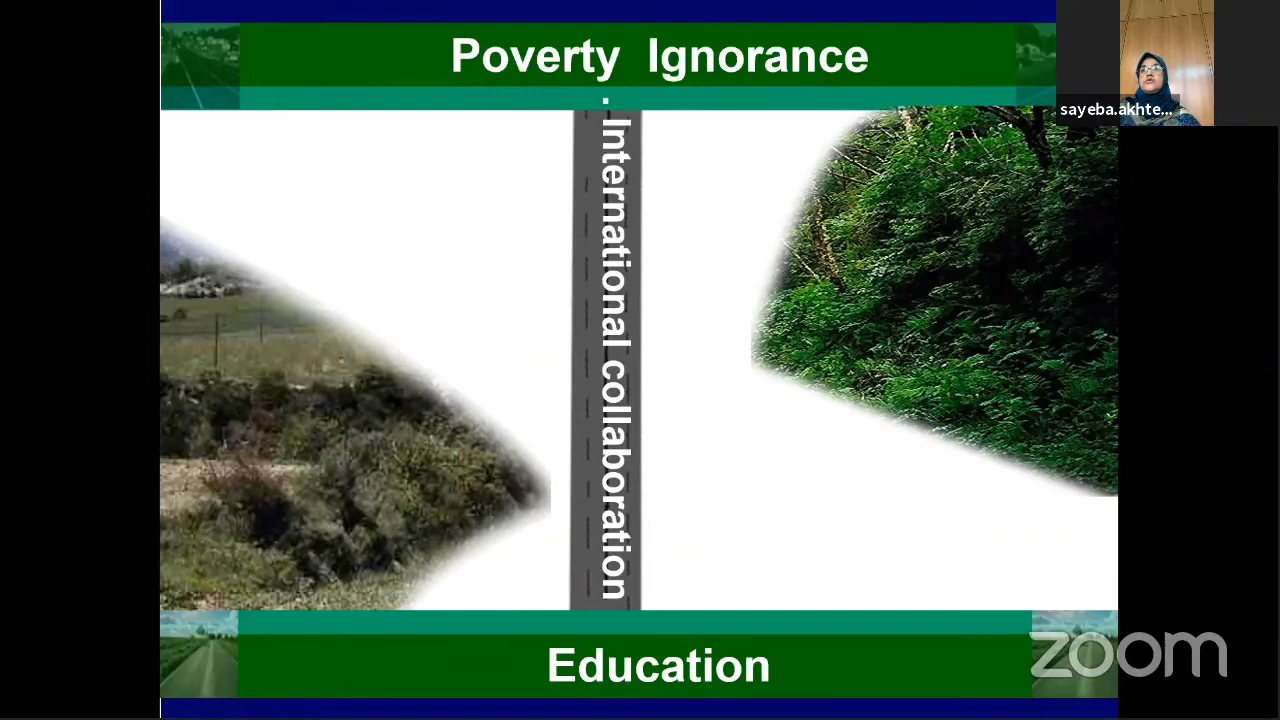 Poverty Ignorance
sayeba.akhte...
· International collaboration
Education
zoom